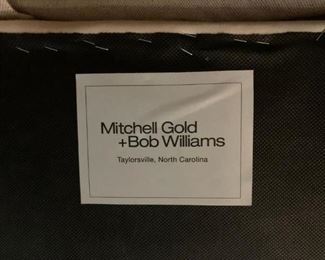 Mitchell Gold
+Bob Williams
Taylorsville, North Carolina